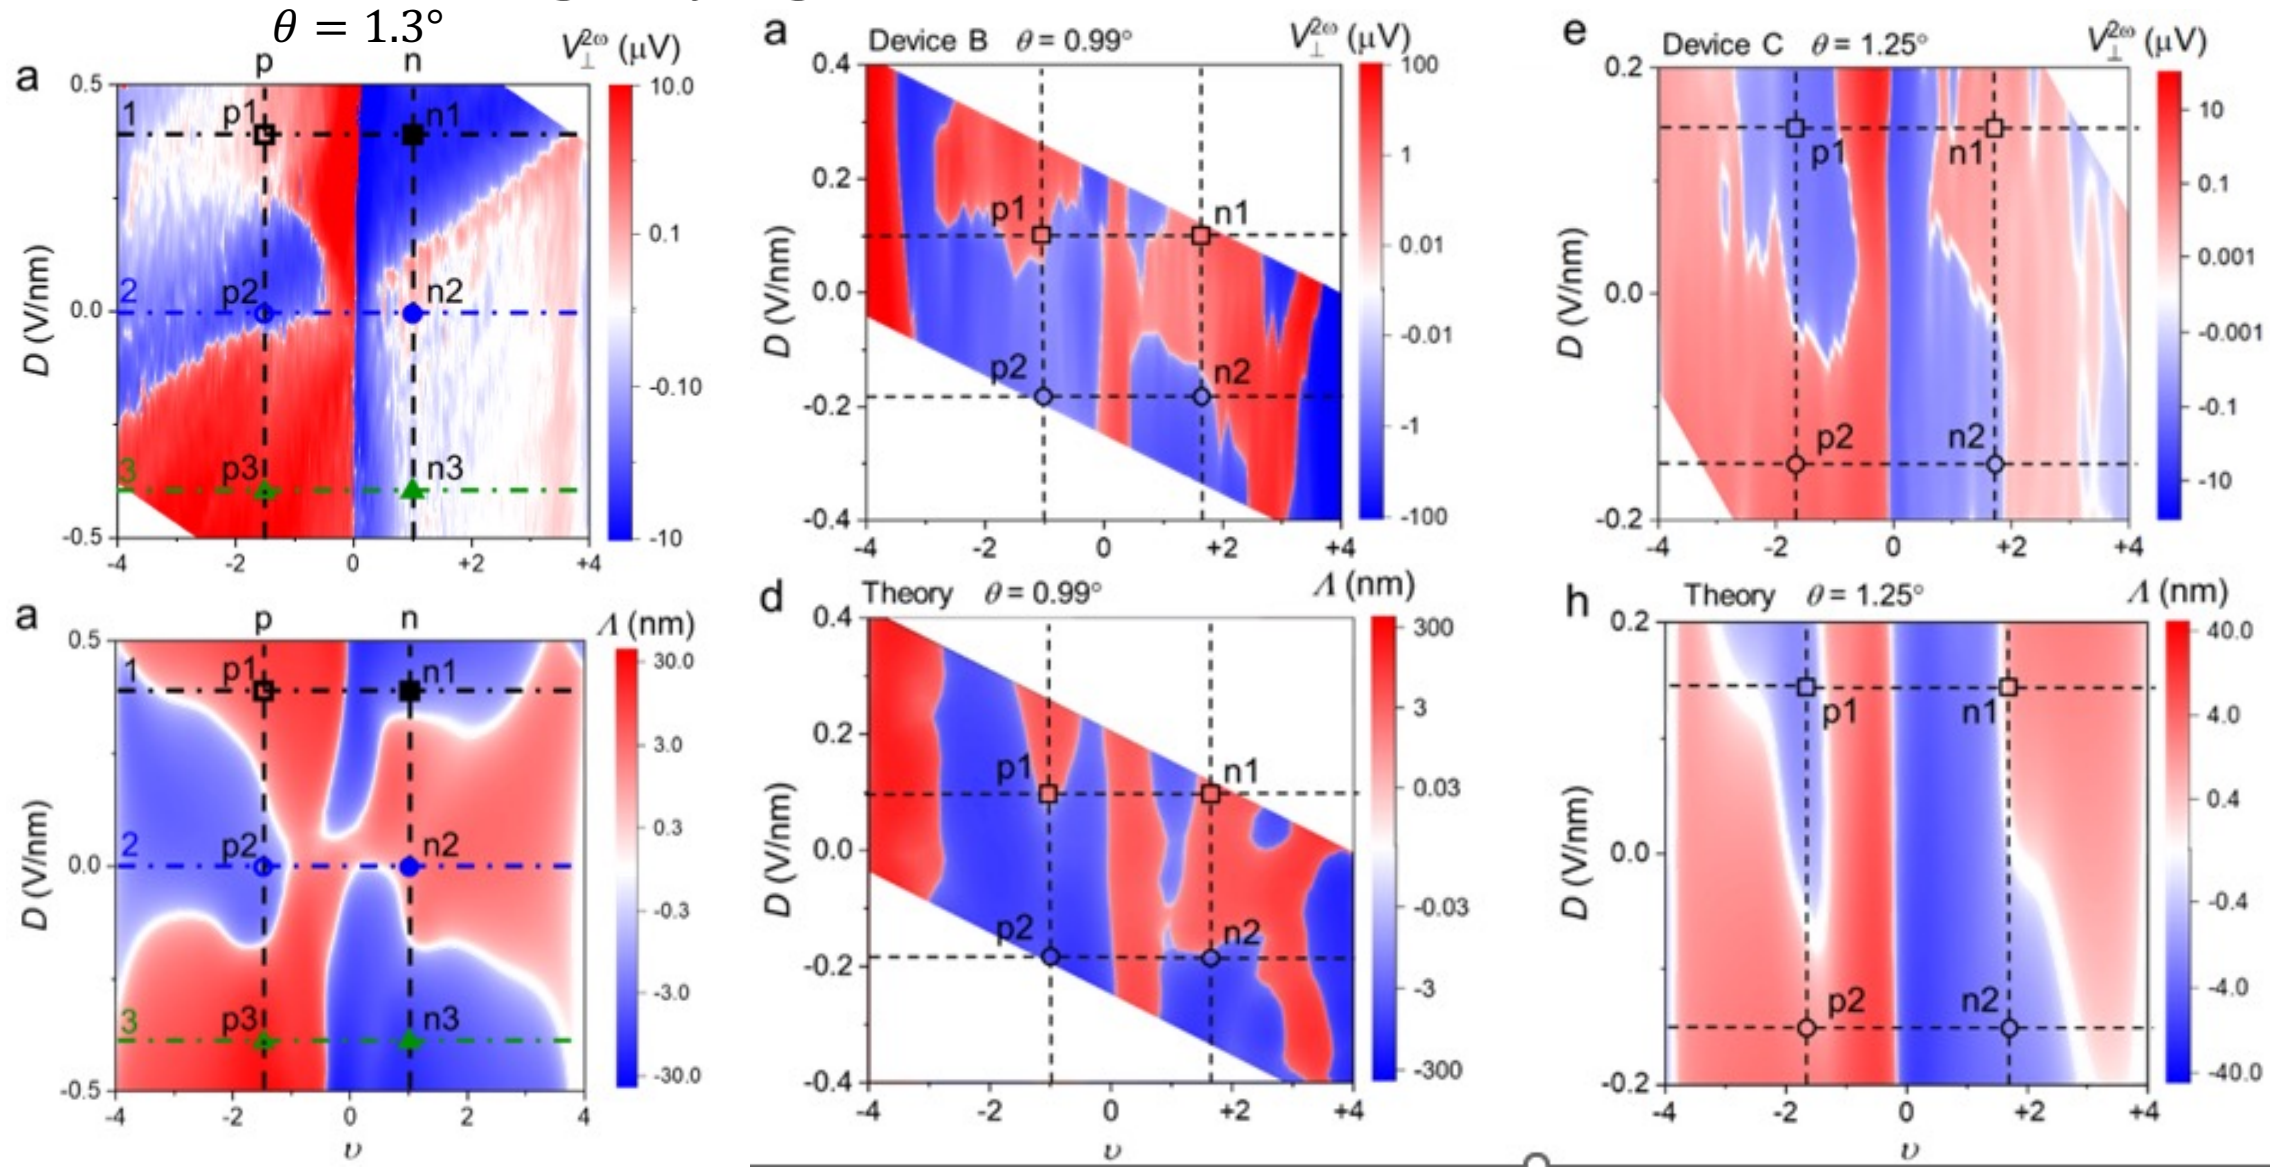 θ = 1.3°
a
p
n
V⊥²ω (μV)
0.5
0.0
-0.5
D (V/nm)
1
p1
n1
2
p2
n2
3
p3
n3
-4
-2
0
+2
+4
10.0
0.1
-0.10
-10
a
Device B θ = 0.99°
V⊥²ω (μV)
0.4
0.2
0.0
-0.2
-0.4
D (V/nm)
p1
n1
p2
n2
-4
-2
0
+2
+4
100
1
0.01
-0.01
-1
-100
e
Device C θ = 1.25°
V⊥²ω (μV)
0.2
0.0
-0.2
D (V/nm)
p1
n1
p2
n2
-4
-2
0
+2
+4
10
0.1
0.001
-0.001
-0.1
-10
a
p
n
Λ (nm)
0.5
0.0
-0.5
D (V/nm)
1
p1
n1
2
p2
n2
3
p3
n3
-4
-2
0
2
4
υ
30.0
3.0
0.3
-0.3
-3.0
-30.0
d
Theory θ = 0.99°
Λ (nm)
0.4
0.2
0.0
-0.2
-0.4
D (V/nm)
p1
n1
p2
n2
-4
-2
0
+2
+4
υ
300
3
0.03
-0.03
-3
-300
h
Theory θ = 1.25°
Λ (nm)
0.2
0.0
-0.2
D (V/nm)
p1
n1
p2
n2
-4
-2
0
+2
+4
υ
40.0
4.0
0.4
-0.4
-4.0
-40.0